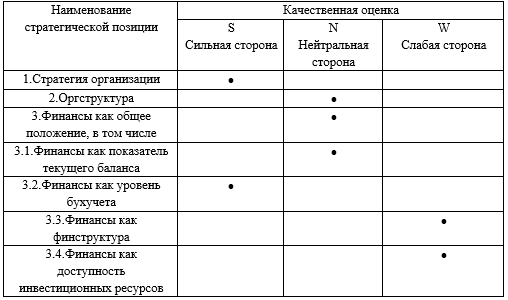 Наименование
стратегической позиции
Качественная оценка
S
Сильная сторона
N
Нейтральная
сторона
W
Слабая сторона
1.Стратегия организации
•
2.Оргструктура
•
3.Финансы как общее
положение, в том числе
•
3.1.Финансы как показатель
текущего баланса
•
3.2.Финансы как уровень
бухучета
•
3.3.Финансы как
финструктура
•
3.4.Финансы как
доступность
инвестиционных ресурсов
•